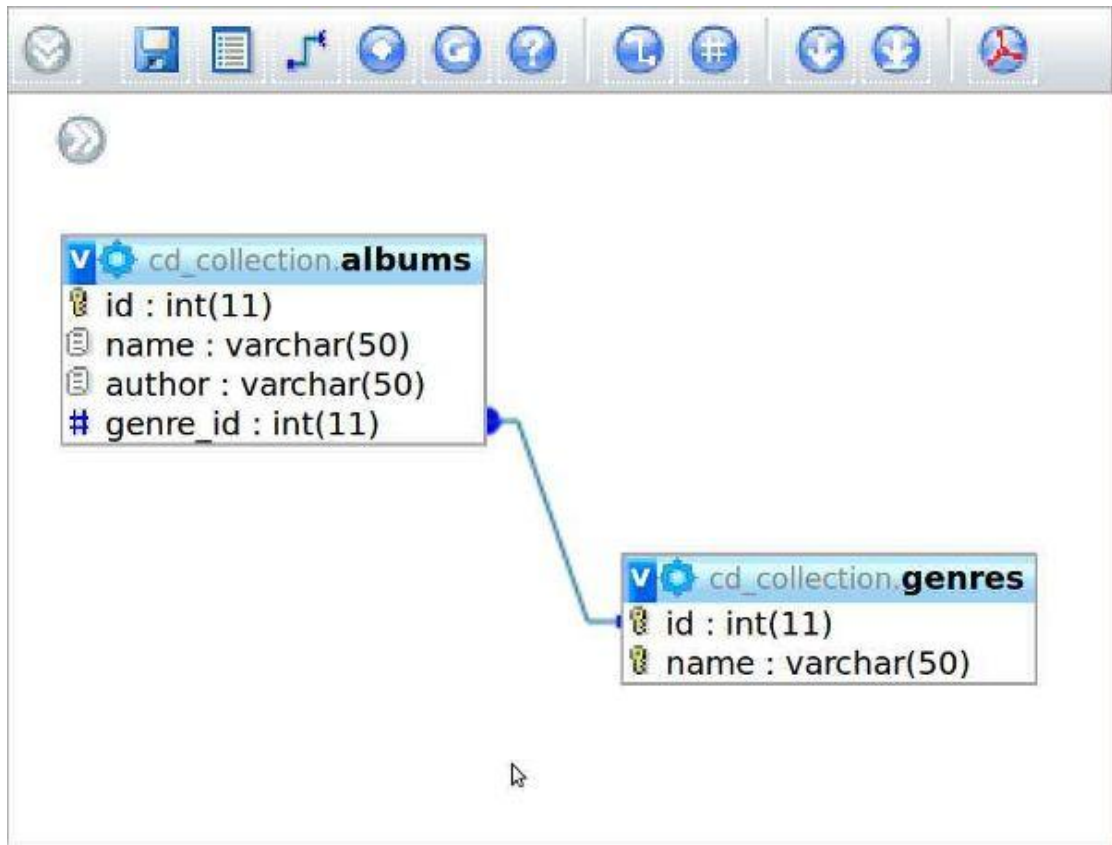 G ? L #
V cd_collection.albums
id : int(11)
name : varchar(50)
author : varchar(50)
# genre_id : int(11)
V cd_collection.genres
id : int(11)
name : varchar(50)